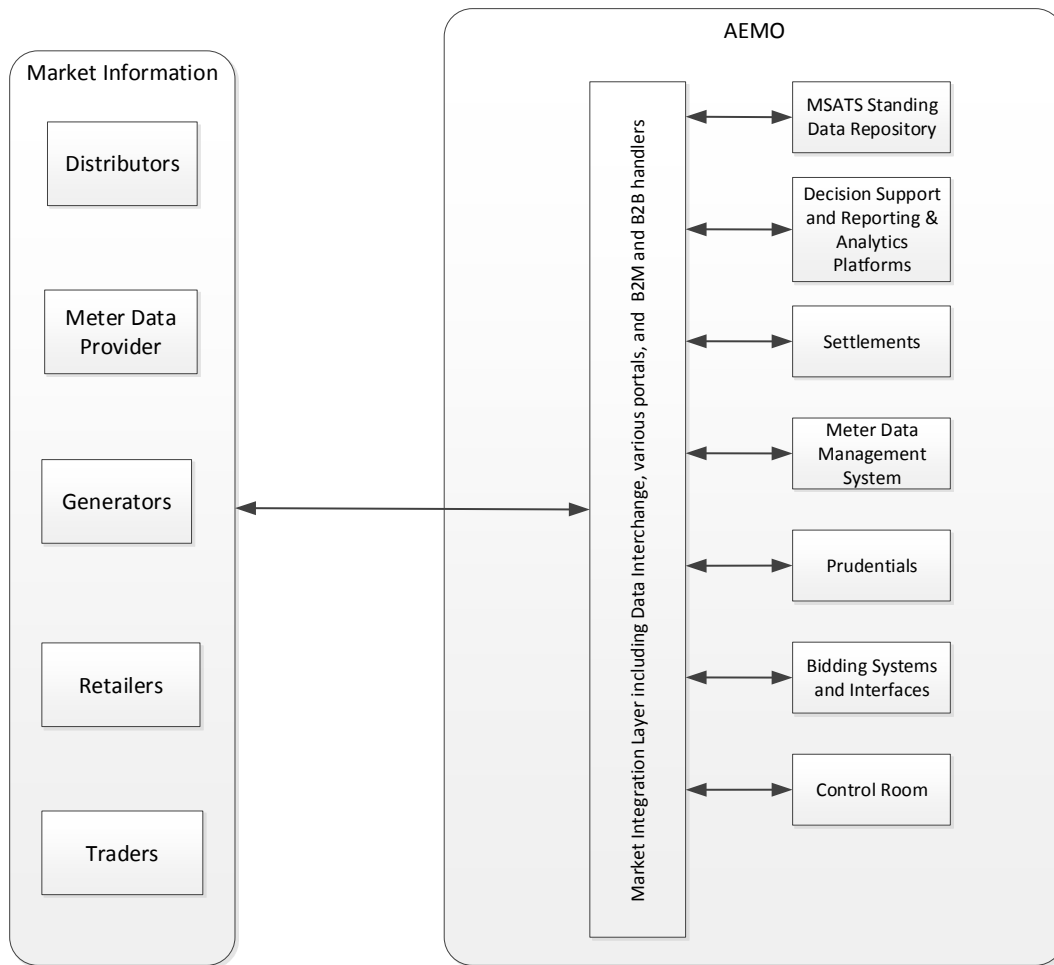 Market Information
Distributors
Meter Data
Provider
Generators
Retailers
Traders
AEMO
Market Integration Layer including Data Interchange, various portals, and  B2M and B2B handlers
MSATS Standing
Data Repository
Decision Support
and Reporting &
Analytics
Platforms
Settlements
Meter Data
Management
System
Prudentials
Bidding Systems
and Interfaces
Control Room